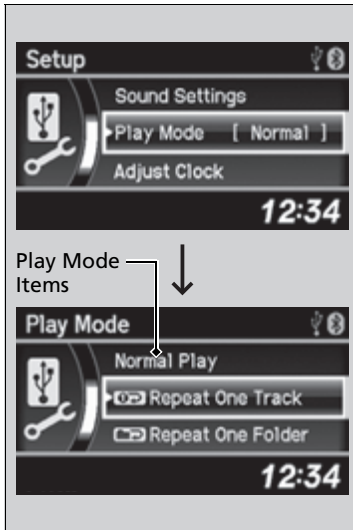 Setup
Sound Settings
Play Mode [ Normal ]
Adjust Clock
12:34
Play Mode
Items
Play Mode
Normal Play
Repeat One Track
Repeat One Folder
12:34